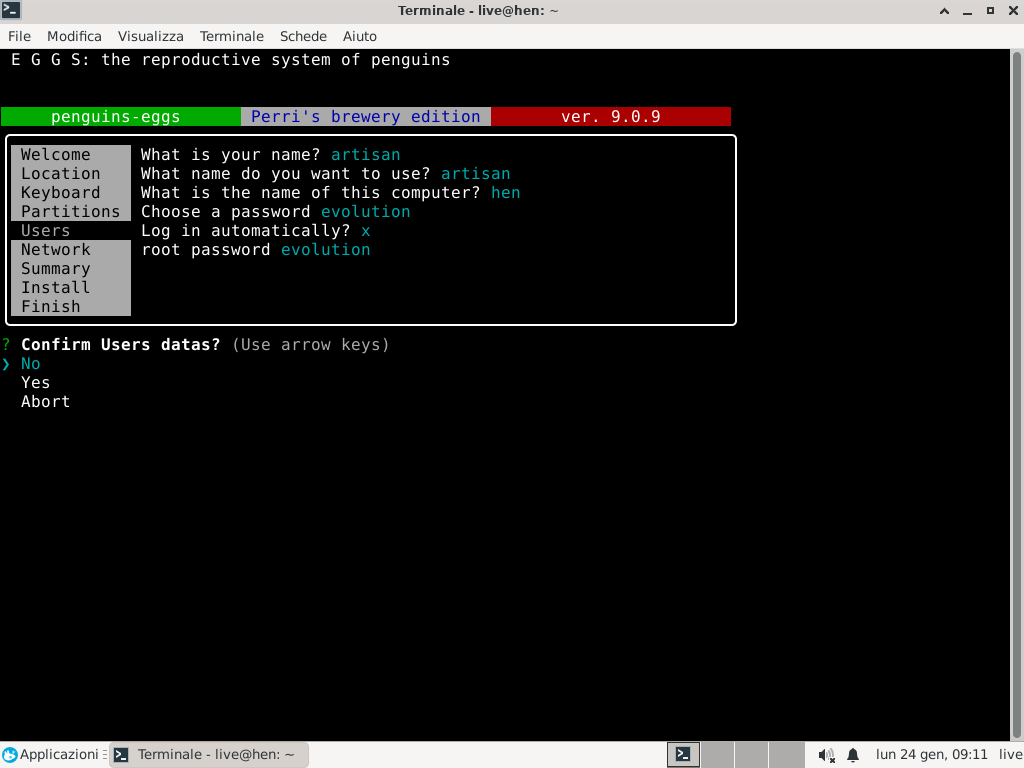 Terminale - live@hen: ~
File Modifica Visualizza Terminale Schede Aiuto
E G G S: the reproductive system of penguins
penguins-eggs Perri's brewery edition ver. 9.0.9
Welcome What is your name? artisan
Location What name do you want to use? artisan
Keyboard What is the name of this computer? hen
Partitions Choose a password evolution
Users Log in automatically? x
Network root password evolution
Summary
Install
Finish
? Confirm Users datas? (Use arrow keys)
❯ No
Yes
Abort
Applicazioni Terminale - live@hen: ~ lun 24 gen, 09:11 live